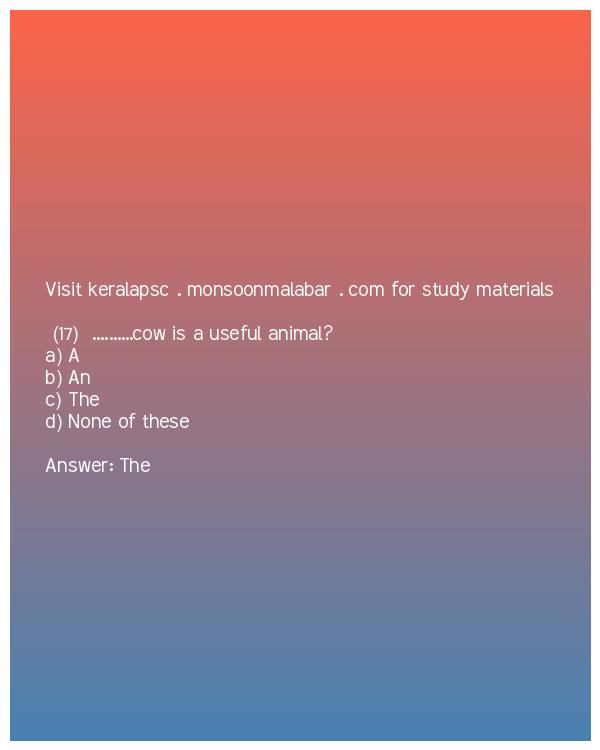 Visit keralapsc . monsoonmalabar . com for study materials
(17) ..........cow is a useful animal?
a) A
b) An
c) The
d) None of these
Answer: The